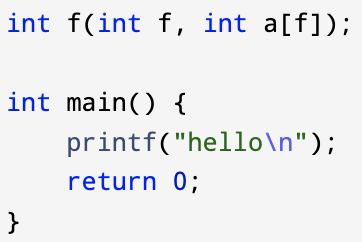 int f(int f, int a[f]);
int main() {
    printf("hello\n");
    return 0;
}